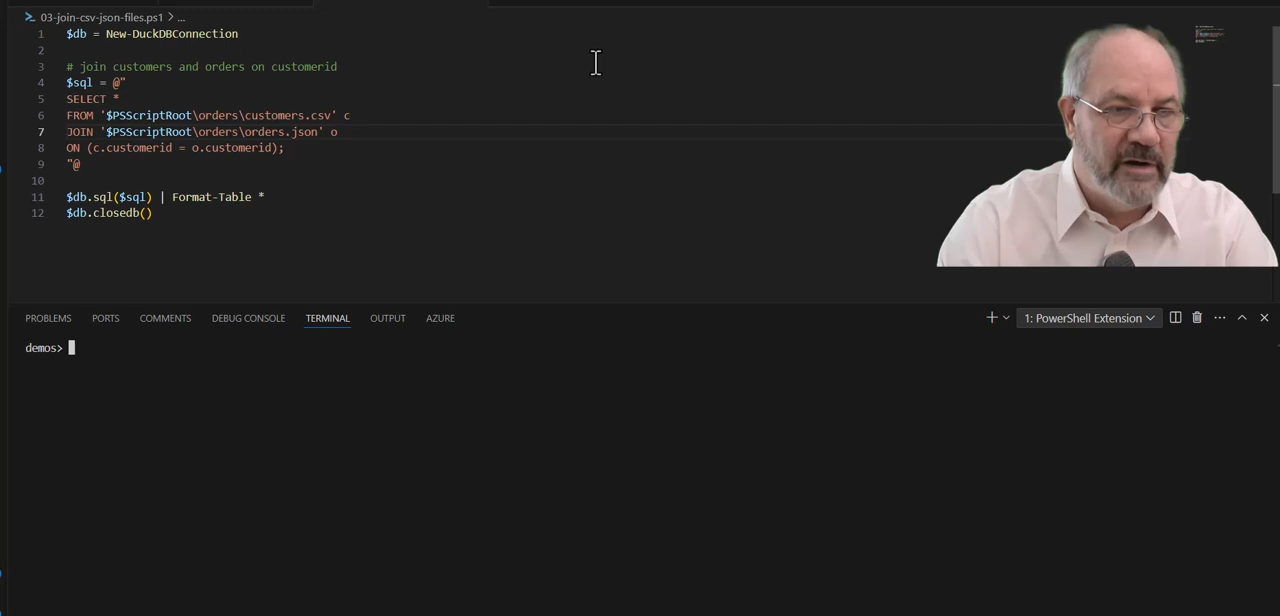 03-join-csv-json-files.ps1 > ...
1 $db = New-DuckDBConnection
2
3 # join customers and orders on customerid
4 $sql = @"
5 SELECT *
6 FROM '$PSScriptRoot\orders\customers.csv' c
7 JOIN '$PSScriptRoot\orders\orders.json' o
8 ON (c.customerid = o.customerid);
9 "@
10
11 $db.sql($sql) | Format-Table *
12 $db.closedb()
PROBLEMS PORTS COMMENTS DEBUG CONSOLE TERMINAL OUTPUT AZURE 1: PowerShell Extension
demos>